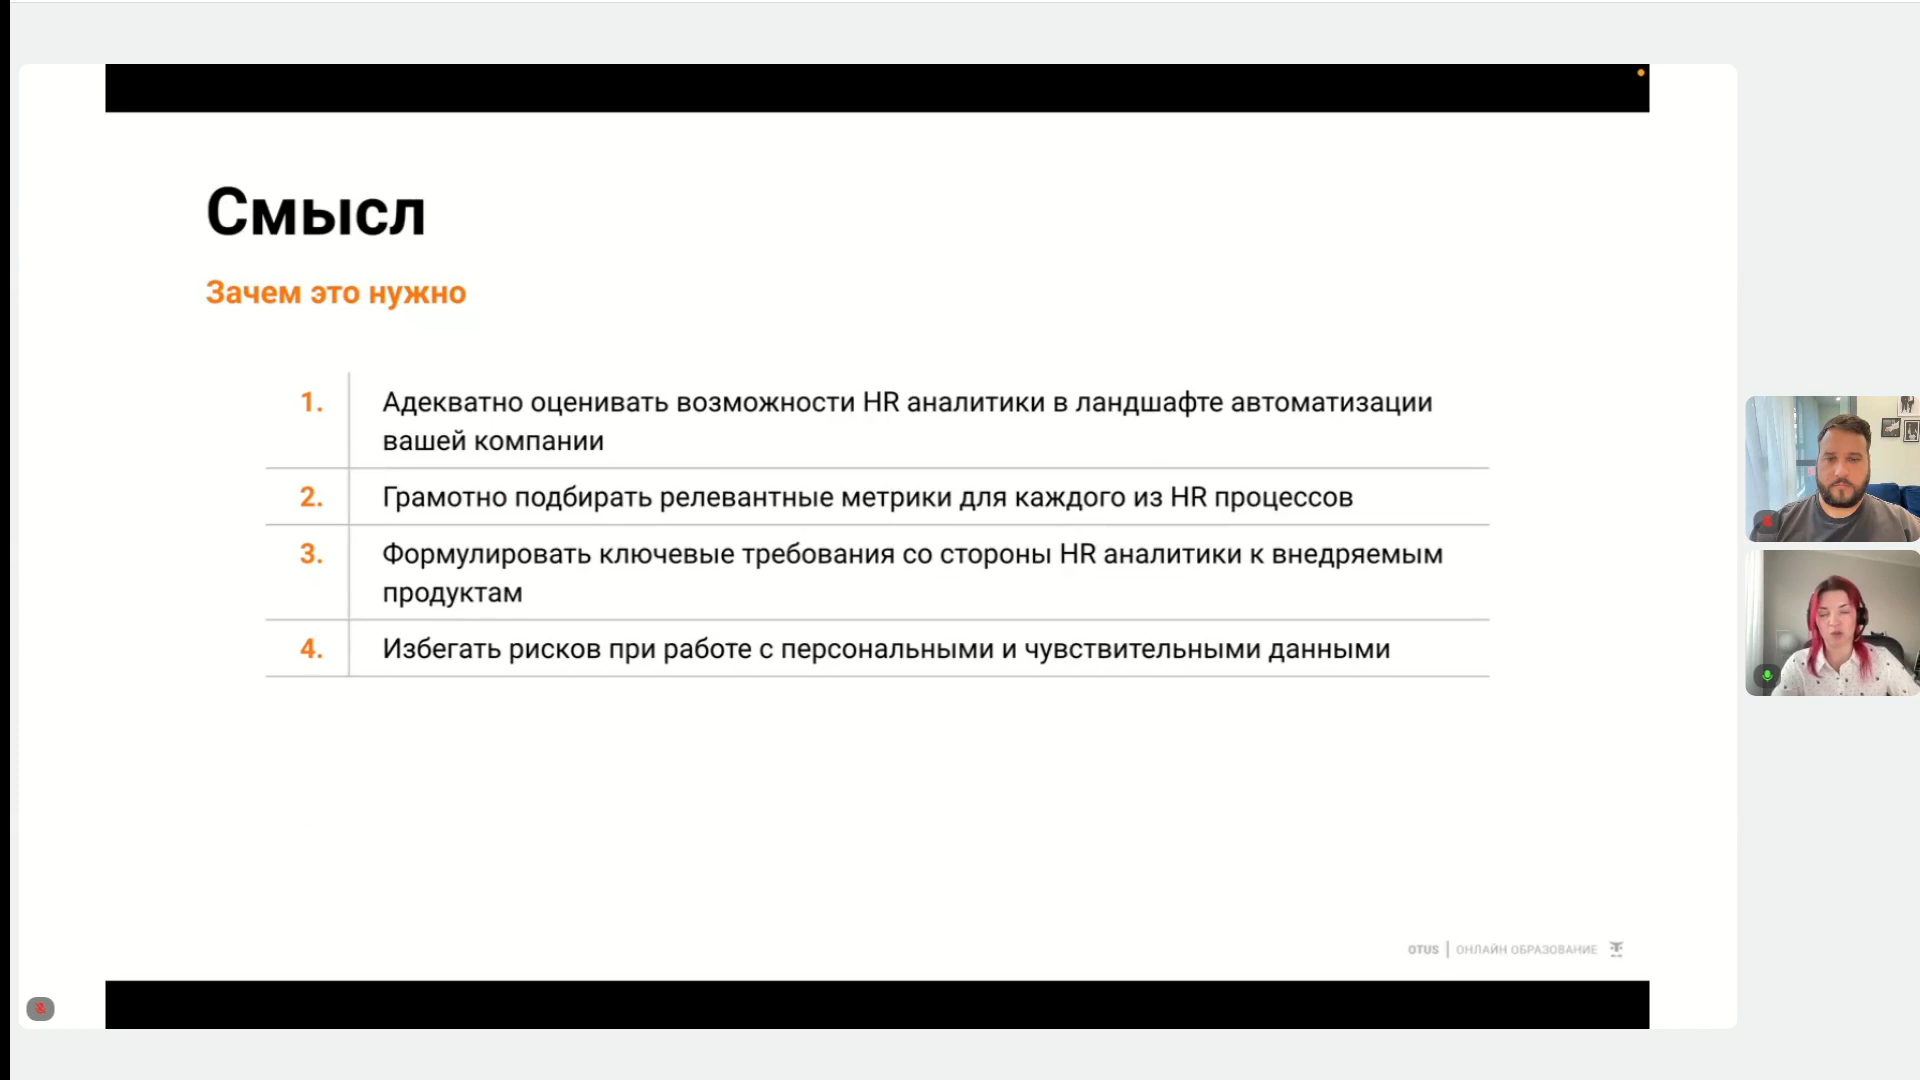 Смысл
Зачем это нужно
1. Адекватно оценивать возможности HR аналитики в ландшафте автоматизации
вашей компании
2. Грамотно подбирать релевантные метрики для каждого из HR процессов
3. Формулировать ключевые требования со стороны HR аналитики к внедряемым
продуктам
4. Избегать рисков при работе с персональными и чувствительными данными
OTUS | ОНЛАЙН ОБРАЗОВАНИЕ